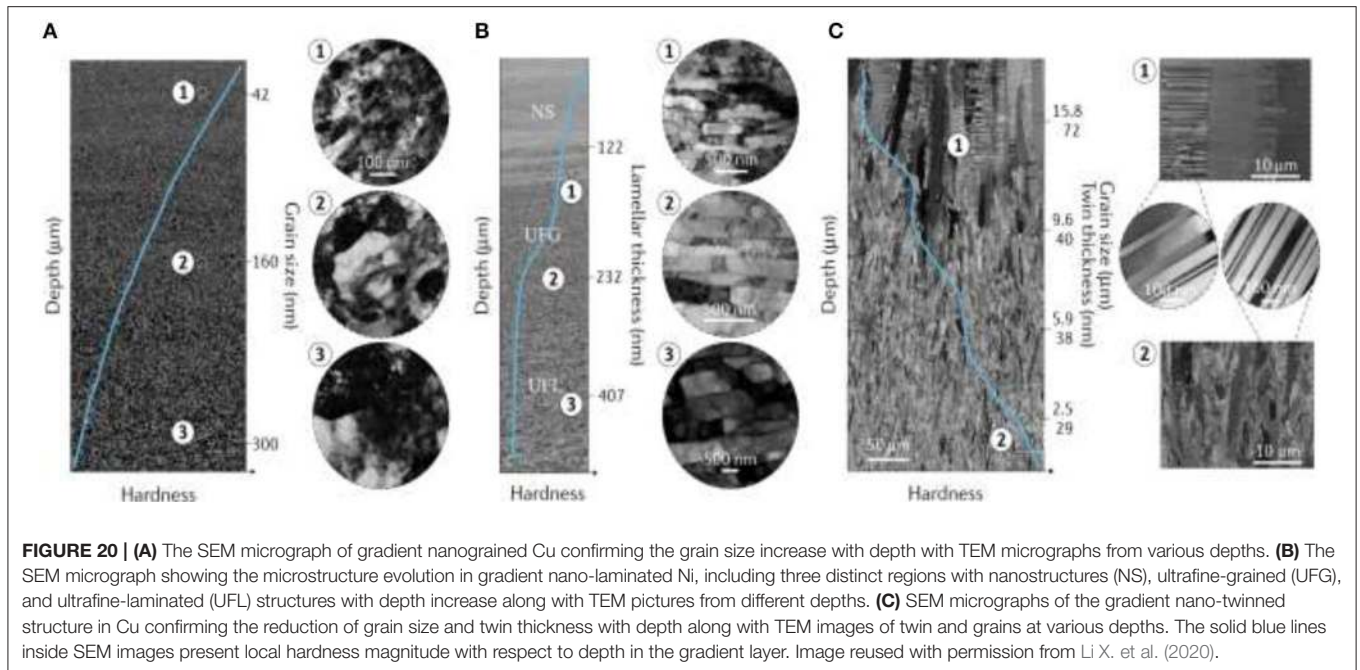 A
B
C
Depth (μm)
1
2
3
42
160
300
Grain size (nm)
Hardness
1
100 nm
2
3
Depth (μm)
NS
UFG
UFL
1
2
3
122
232
407
Lamellar thickness (nm)
Hardness
1
500 nm
2
500 nm
3
500 nm
Depth (μm)
1
2
50 μm
15.8
72
9.6
40
5.9
38
2.5
29
Grain size (μm)
Twin thickness (nm)
Hardness
1
10 μm
2
10 μm
FIGURE 20 | (A) The SEM micrograph of gradient nanograined Cu confirming the grain size increase with depth with TEM micrographs from various depths. (B) The
SEM micrograph showing the microstructure evolution in gradient nano-laminated Ni, including three distinct regions with nanostructures (NS), ultrafine-grained (UFG),
and ultrafine-laminated (UFL) structures with depth increase along with TEM pictures from different depths. (C) SEM micrographs of the gradient nano-twinned
structure in Cu confirming the reduction of grain size and twin thickness with depth along with TEM images of twin and grains at various depths. The solid blue lines
inside SEM images present local hardness magnitude with respect to depth in the gradient layer. Image reused with permission from Li X. et al. (2020).